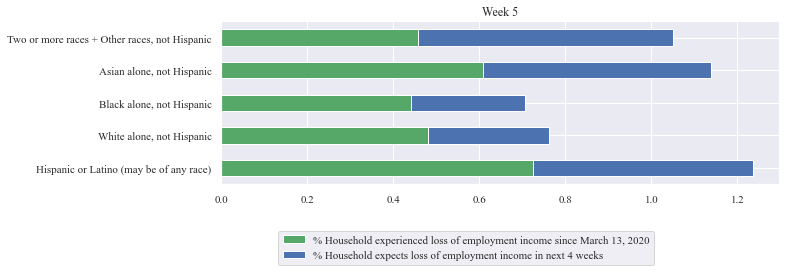 Week 5
Two or more races + Other races, not Hispanic
Asian alone, not Hispanic
Black alone, not Hispanic
White alone, not Hispanic
Hispanic or Latino (may be of any race)
0.0 0.2 0.4 0.6 0.8 1.0 1.2
% Household experienced loss of employment income since March 13, 2020
% Household expects loss of employment income in next 4 weeks